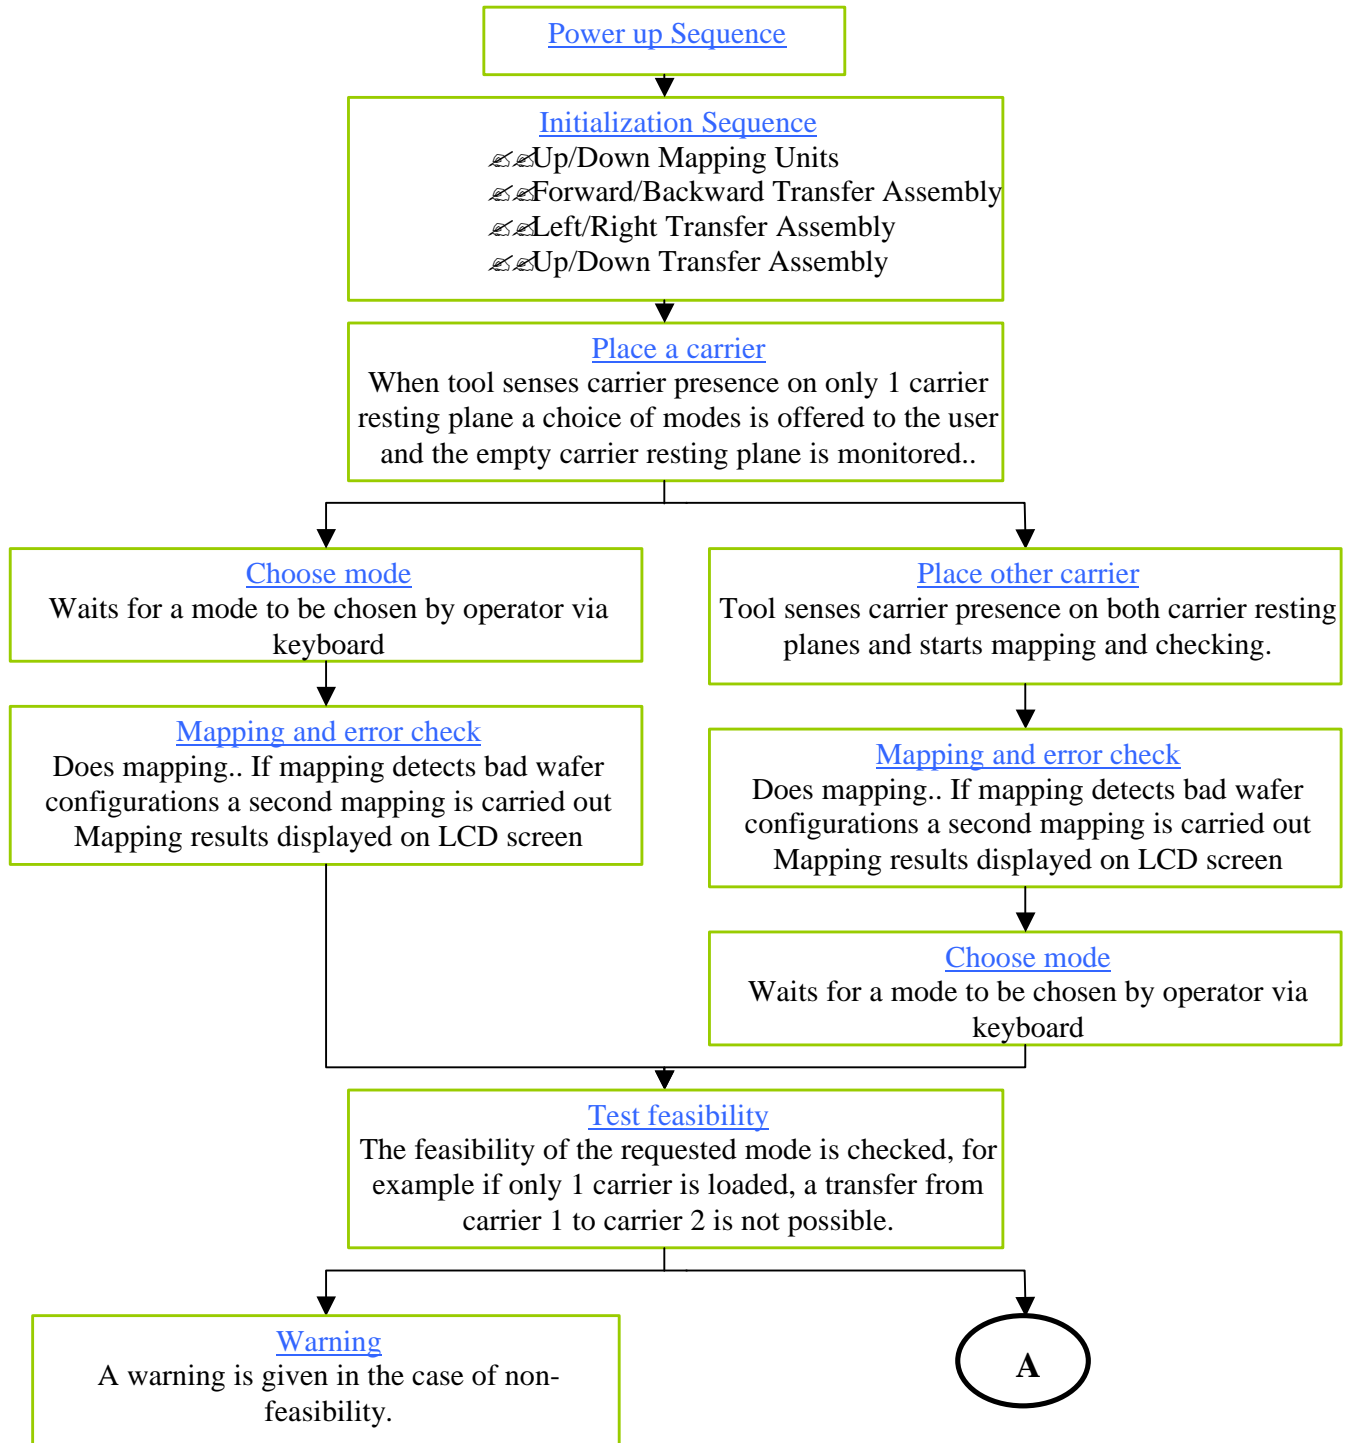 Power up Sequence
Initialization Sequence
✍✍Up/Down Mapping Units
✍✍Forward/Backward Transfer Assembly
✍✍Left/Right Transfer Assembly
✍✍Up/Down Transfer Assembly
Place a carrier
When tool senses carrier presence on only 1 carrier
resting plane a choice of modes is offered to the user
and the empty carrier resting plane is monitored..
Choose mode
Waits for a mode to be chosen by operator via
keyboard
Mapping and error check
Does mapping.. If mapping detects bad wafer
configurations a second mapping is carried out
Mapping results displayed on LCD screen
Place other carrier
Tool senses carrier presence on both carrier resting
planes and starts mapping and checking.
Mapping and error check
Does mapping.. If mapping detects bad wafer
configurations a second mapping is carried out
Mapping results displayed on LCD screen
Choose mode
Waits for a mode to be chosen by operator via
keyboard
Test feasibility
The feasibility of the requested mode is checked, for
example if only 1 carrier is loaded, a transfer from
carrier 1 to carrier 2 is not possible.
Warning
A warning is given in the case of non-
feasibility.
A